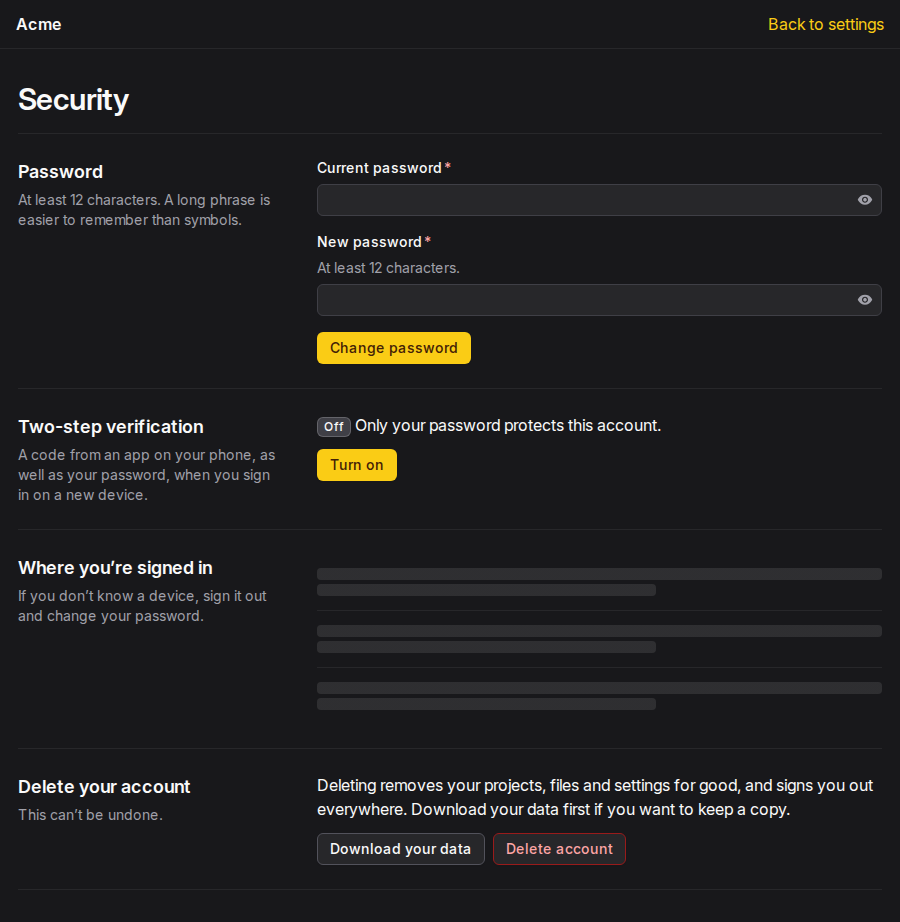 Acme
Back to settings
Security
Password
At least 12 characters. A long phrase is
easier to remember than symbols.
Current password *
New password *
At least 12 characters.
Change password
Two-step verification
A code from an app on your phone, as
well as your password, when you sign
in on a new device.
Off Only your password protects this account.
Turn on
Where you’re signed in
If you don’t know a device, sign it out
and change your password.
Delete your account
This can’t be undone.
Deleting removes your projects, files and settings for good, and signs you out
everywhere. Download your data first if you want to keep a copy.
Download your data
Delete account